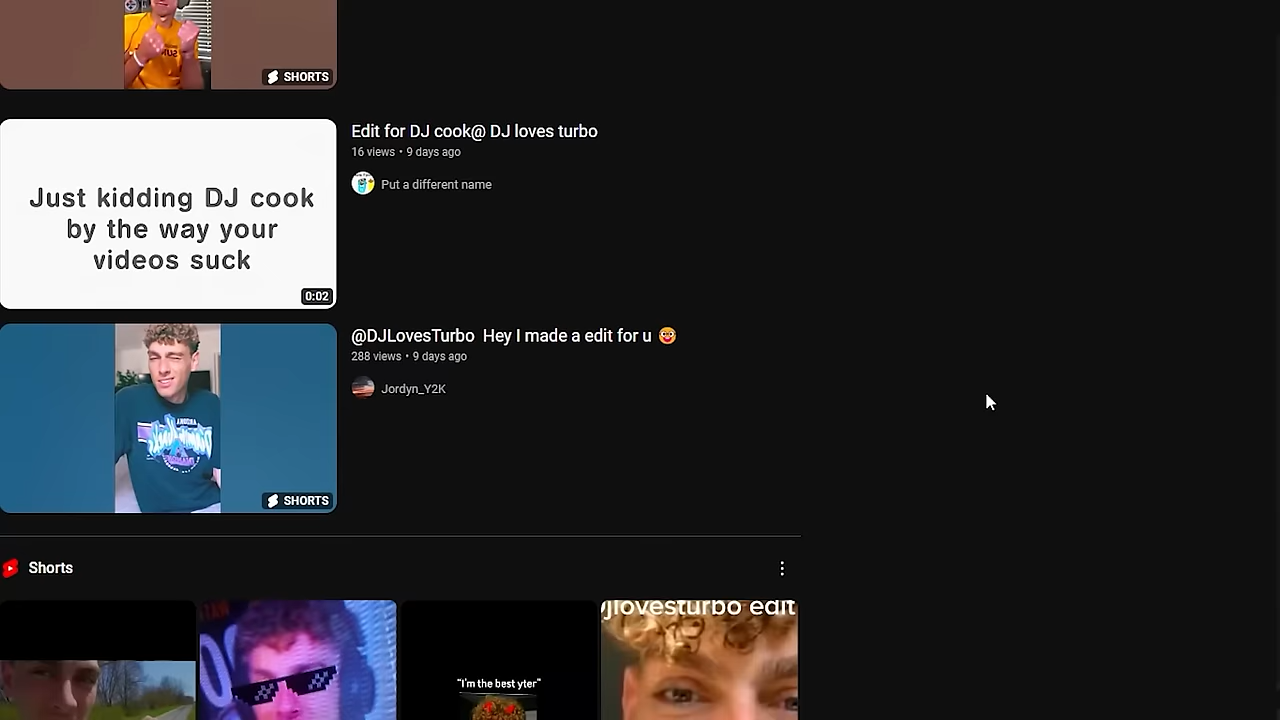 SHORTS
Edit for DJ cook@ DJ loves turbo
16 views • 9 days ago
Put a different name
Just kidding DJ cook
by the way your
videos suck
0:02
@DJLovesTurbo Hey I made a edit for u 🤡
288 views • 9 days ago
Jordyn_Y2K
SHORTS
Shorts
jlovesturbo edit
"I'm the best yter"